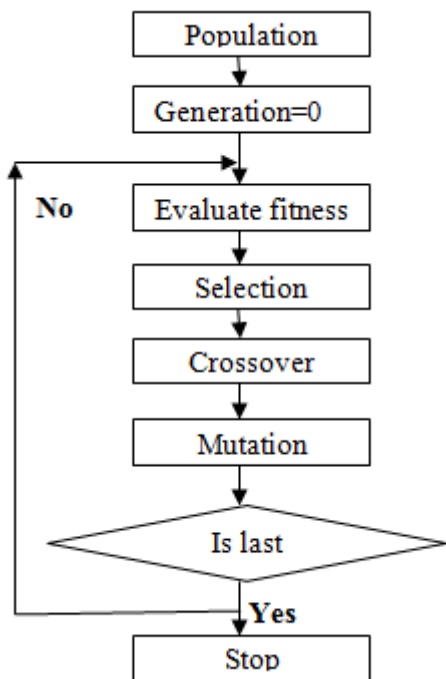 Population
Generation=0
No
Evaluate fitness
Selection
Crossover
Mutation
Is last
Yes
Stop